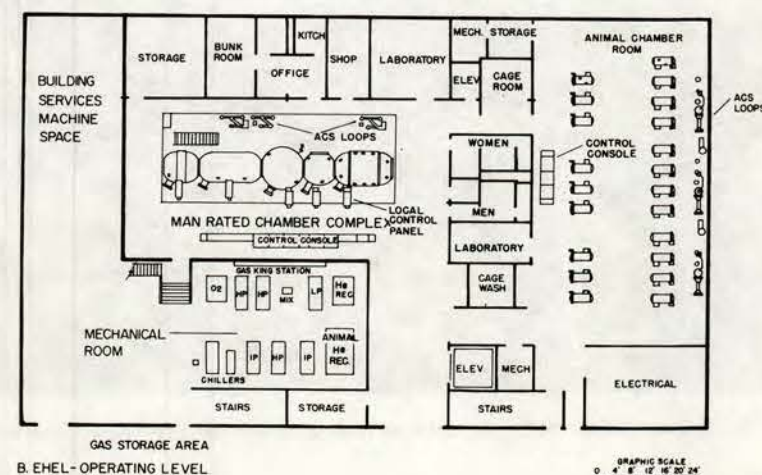 KITCH
MECH. STORAGE
ANIMAL CHAMBER
ROOM
STORAGE
BUNK
ROOM
OFFICE
SHOP
LABORATORY
ELEV
CAGE
ROOM
BUILDING
SERVICES
MACHINE
SPACE
ACS LOOPS
ACS
LOOPS
WOMEN
CONTROL
CONSOLE
MEN
LOCAL
CONTROL
PANEL
MAN RATED CHAMBER COMPLEX
CONTROL CONSOLE
LABORATORY
CAGE
WASH
GAS KING STATION
O2
HP
HP
MIX
LP
He
REC.
MECHANICAL
ROOM
ANIMAL
He
REC.
IP
HP
IP
CHILLERS
ELEV.
MECH
ELECTRICAL
STAIRS
STORAGE
STAIRS
GAS STORAGE AREA
B. EHEL-OPERATING LEVEL
GRAPHIC SCALE
0 4' 8' 12' 16' 20' 24'